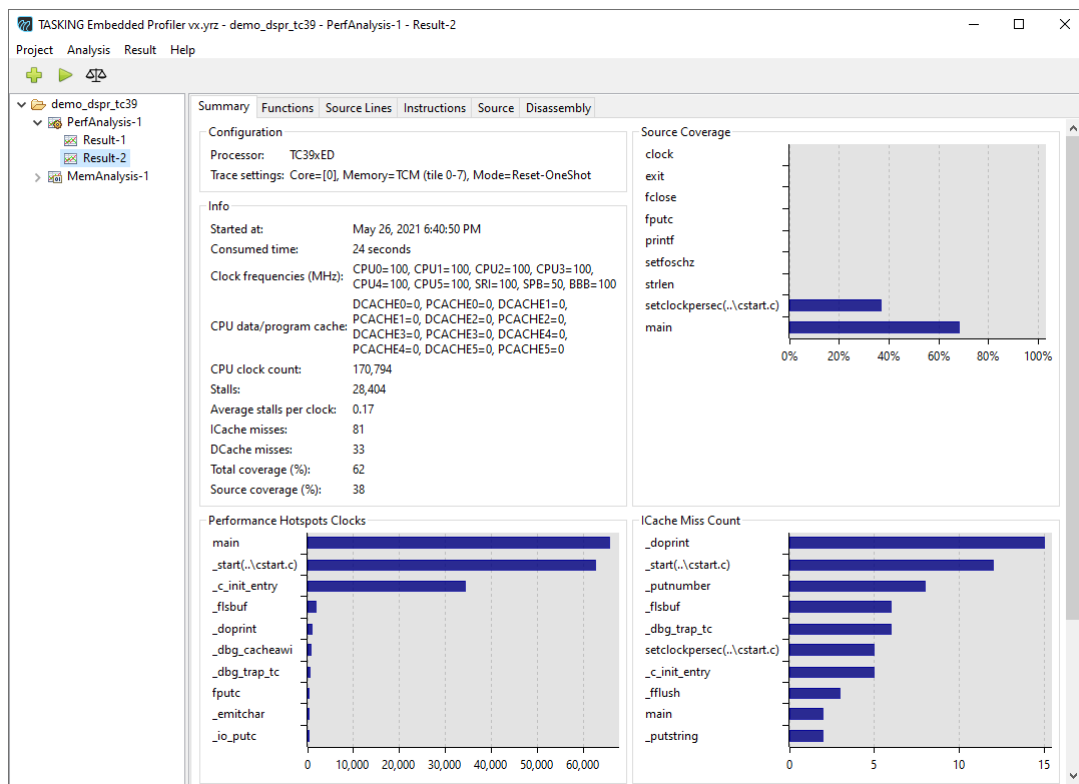 TASKING Embedded Profiler vx.yrz - demo_dspr_tc39 - PerfAnalysis-1 - Result-2
Project Analysis Result Help
demo_dspr_tc39
PerfAnalysis-1
Result-1
Result-2
MemAnalysis-1
Summary Functions Source Lines Instructions Source Disassembly
Configuration
Processor: TC39xED
Trace settings: Core=[0], Memory=TCM (tile 0-7), Mode=Reset-OneShot
Info
Started at: May 26, 2021 6:40:50 PM
Consumed time: 24 seconds
Clock frequencies (MHz): CPU0=100, CPU1=100, CPU2=100, CPU3=100,
CPU4=100, CPU5=100, SRI=100, SPB=50, BBB=100
CPU data/program cache: DCACHE0=0, PCACHE0=0, DCACHE1=0,
PCACHE1=0, DCACHE2=0, PCACHE2=0,
DCACHE3=0, PCACHE3=0, DCACHE4=0,
PCACHE4=0, DCACHE5=0, PCACHE5=0
CPU clock count: 170,794
Stalls: 28,404
Average stalls per clock: 0.17
ICache misses: 81
DCache misses: 33
Total coverage (%): 62
Source coverage (%): 38
Source Coverage
clock
exit
fclose
fputc
printf
setfoschz
strlen
setclockpersec(..\cstart.c)
main
0% 20% 40% 60% 80% 100%
Performance Hotspots Clocks
main
_start(..\cstart.c)
_c_init_entry
_flsbuf
_doprint
_dbg_cacheawi
_dbg_trap_tc
fputc
_emitchar
_io_putc
0 10,000 20,000 30,000 40,000 50,000 60,000
ICache Miss Count
_doprint
_start(..\cstart.c)
_putnumber
_flsbuf
_dbg_trap_tc
setclockpersec(..\cstart.c)
_c_init_entry
_fflush
main
_putstring
0 5 10 15